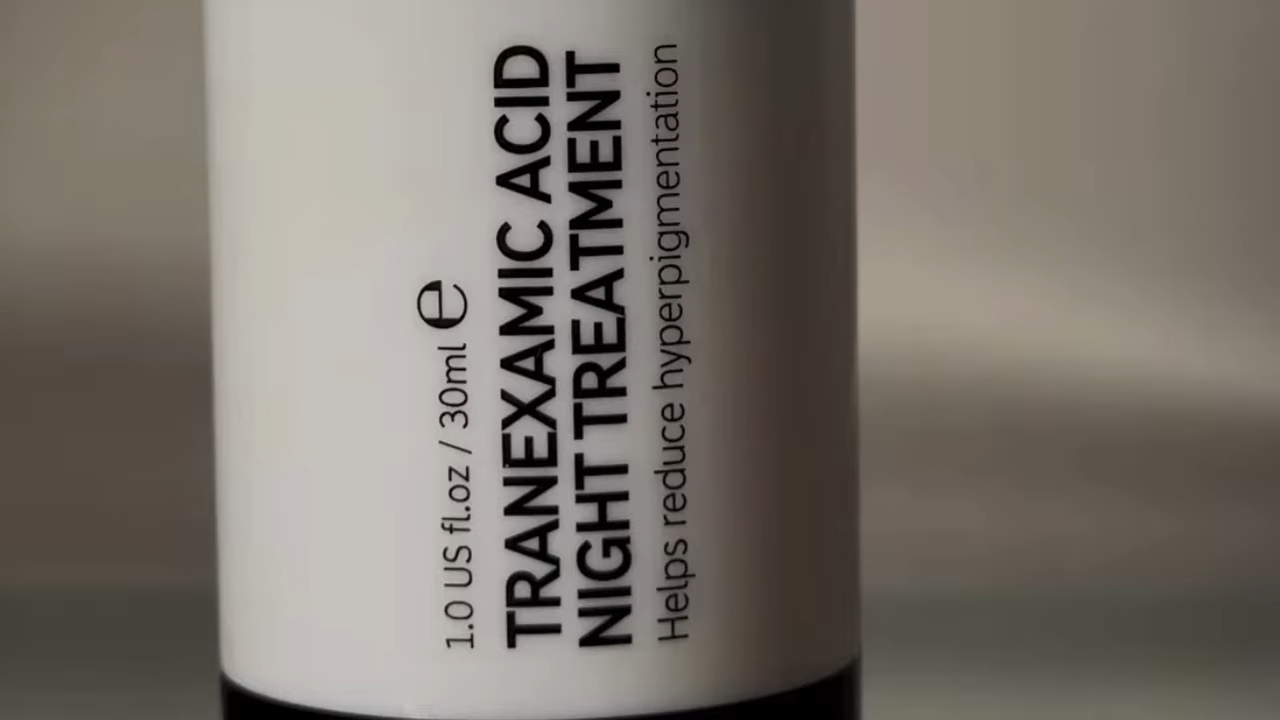 1.0 US fl.oz / 30ml ℮
TRANEXAMIC ACID
NIGHT TREATMENT
Helps reduce hyperpigmentation